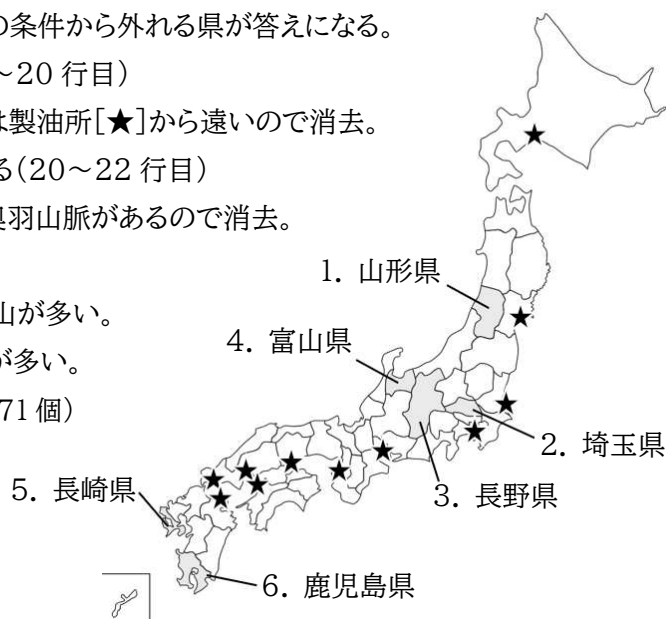 の条件から外れる県が答えになる。
～20 行目）
は製油所[★]から遠いので消去。
る（20～22 行目）
奥羽山脈があるので消去。
1. 山形県
山が多い。
4. 富山県
が多い。
71 個）
2. 埼玉県
5. 長崎県
3. 長野県
6. 鹿児島県